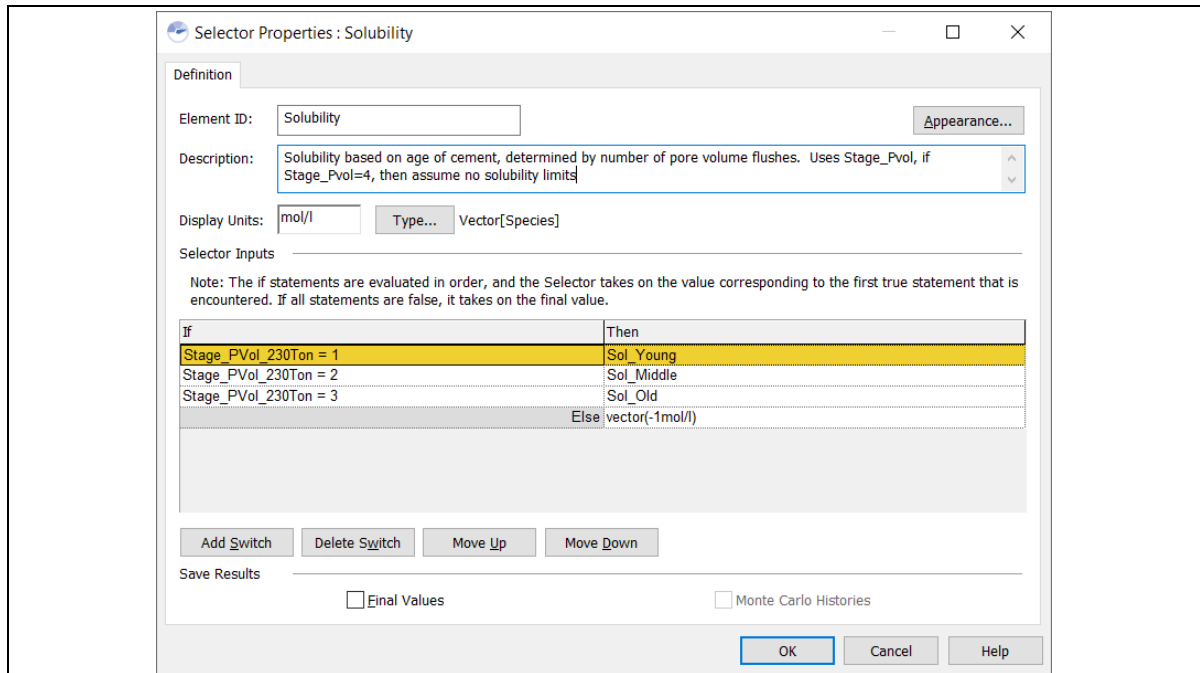 Selector Properties : Solubility
Definition
Element ID: Solubility Appearance...
Description: Solubility based on age of cement, determined by number of pore volume flushes. Uses Stage_Pvol, if
Stage_Pvol=4, then assume no solubility limits
Display Units: mol/l Type... Vector[Species]
Selector Inputs
Note: The if statements are evaluated in order, and the Selector takes on the value corresponding to the first true statement that is
encountered. If all statements are false, it takes on the final value.
If Then
Stage_PVol_230Ton = 1 Sol_Young
Stage_PVol_230Ton = 2 Sol_Middle
Stage_PVol_230Ton = 3 Sol_Old
Else vector(-1mol/l)
Add Switch Delete Switch Move Up Move Down
Save Results
Final Values Monte Carlo Histories
OK Cancel Help